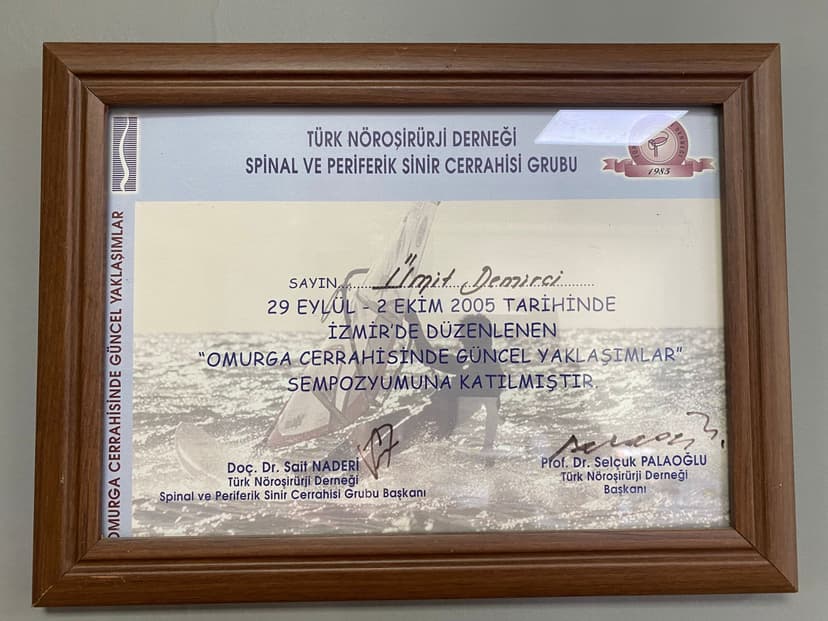 TÜRK NÖROŞİRÜRJİ DERNEĞİ
SPİNAL VE PERİFERİK SİNİR CERRAHİSİ GRUBU
1985
OMURGA CERRAHİSİNDE GÜNCEL YAKLAŞIMLAR
SAYIN....Ümit Demirci......
29 EYLÜL - 2 EKİM 2005 TARİHİNDE
İZMİR'DE DÜZENLENEN
“OMURGA CERRAHİSİNDE GÜNCEL YAKLAŞIMLAR”
SEMPOZYUMUNA KATILMIŞTIR
Doç. Dr. Sait NADERİ
Türk Nöroşirürji Derneği
Spinal ve Periferik Sinir Cerrahisi Grubu Başkanı
Prof. Dr. Selçuk PALAOĞLU
Türk Nöroşirürji Derneği
Başkanı